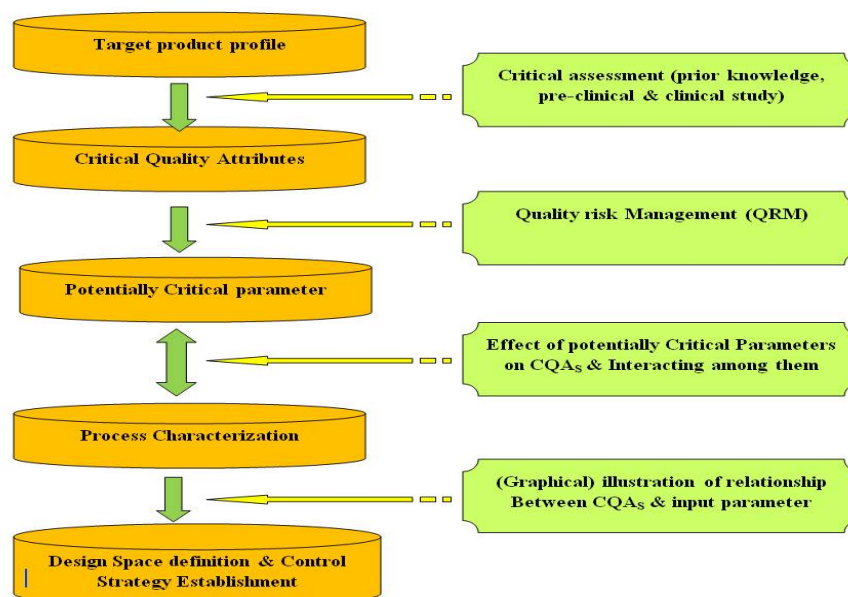 Target product profile
Critical assessment (prior knowledge,
pre-clinical & clinical study)
Critical Quality Attributes
Quality risk Management (QRM)
Potentially Critical parameter
Effect of potentially Critical Parameters
on CQAS & Interacting among them
Process Characterization
(Graphical) illustration of relationship
Between CQAS & input parameter
Design Space definition & Control
Strategy Establishment